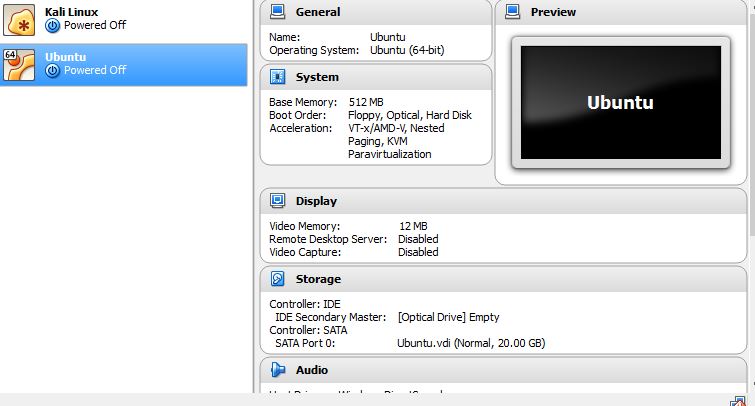 Kali Linux
Powered Off
64
Ubuntu
Powered Off
General
Name: Ubuntu
Operating System: Ubuntu (64-bit)
System
Base Memory: 512 MB
Boot Order: Floppy, Optical, Hard Disk
Acceleration: VT-x/AMD-V, Nested
Paging, KVM
Paravirtualization
Preview
Ubuntu
Display
Video Memory: 12 MB
Remote Desktop Server: Disabled
Video Capture: Disabled
Storage
Controller: IDE
IDE Secondary Master: [Optical Drive] Empty
Controller: SATA
SATA Port 0: Ubuntu.vdi (Normal, 20.00 GB)
Audio